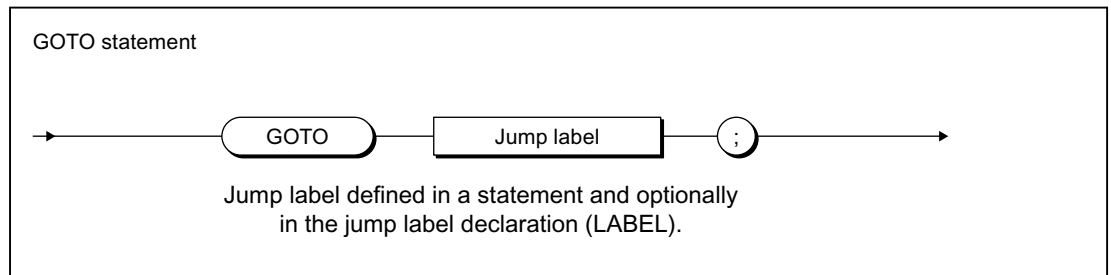 GOTO statement
GOTO Jump label ;
Jump label defined in a statement and optionally
in the jump label declaration (LABEL).